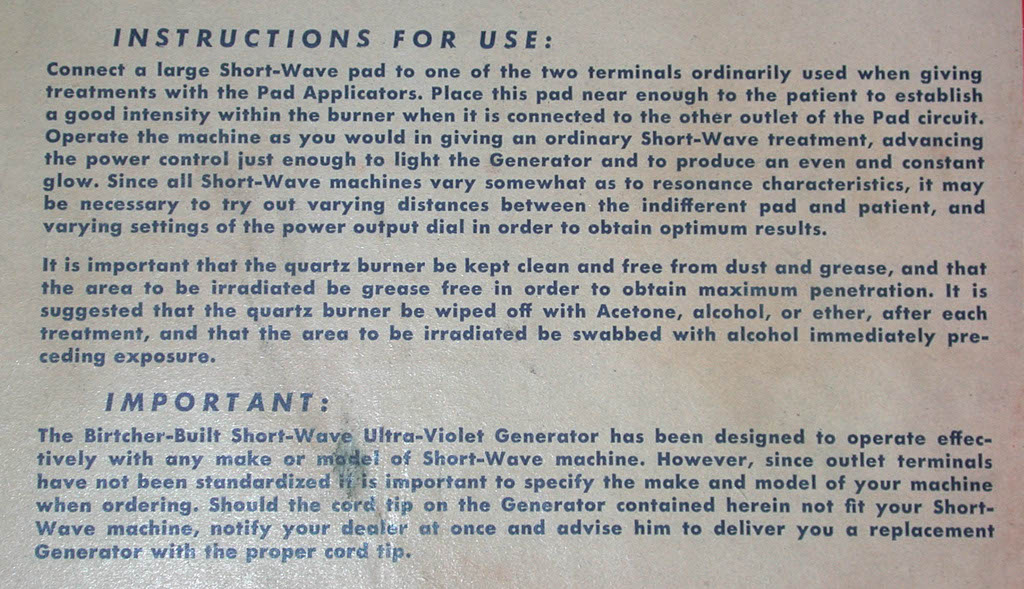 INSTRUCTIONS FOR USE:
Connect a large Short-Wave pad to one of the two terminals ordinarily used when giving
treatments with the Pad Applicators. Place this pad near enough to the patient to establish
a good intensity within the burner when it is connected to the other outlet of the Pad circuit.
Operate the machine as you would in giving an ordinary Short-Wave treatment, advancing
the power control just enough to light the Generator and to produce an even and constant
glow. Since all Short-Wave machines vary somewhat as to resonance characteristics, it may
be necessary to try out varying distances between the indifferent pad and patient, and
varying settings of the power output dial in order to obtain optimum results.
It is important that the quartz burner be kept clean and free from dust and grease, and that
the area to be irradiated be grease free in order to obtain maximum penetration. It is
suggested that the quartz burner be wiped off with Acetone, alcohol, or ether, after each
treatment, and that the area to be irradiated be swabbed with alcohol immediately pre-
ceding exposure.
IMPORTANT:
The Birtcher-Built Short-Wave Ultra-Violet Generator has been designed to operate effec-
tively with any make or model of Short-Wave machine. However, since outlet terminals
have not been standardized it is important to specify the make and model of your machine
when ordering. Should the cord tip on the Generator contained herein not fit your Short-
Wave machine, notify your dealer at once and advise him to deliver you a replacement
Generator with the proper cord tip.